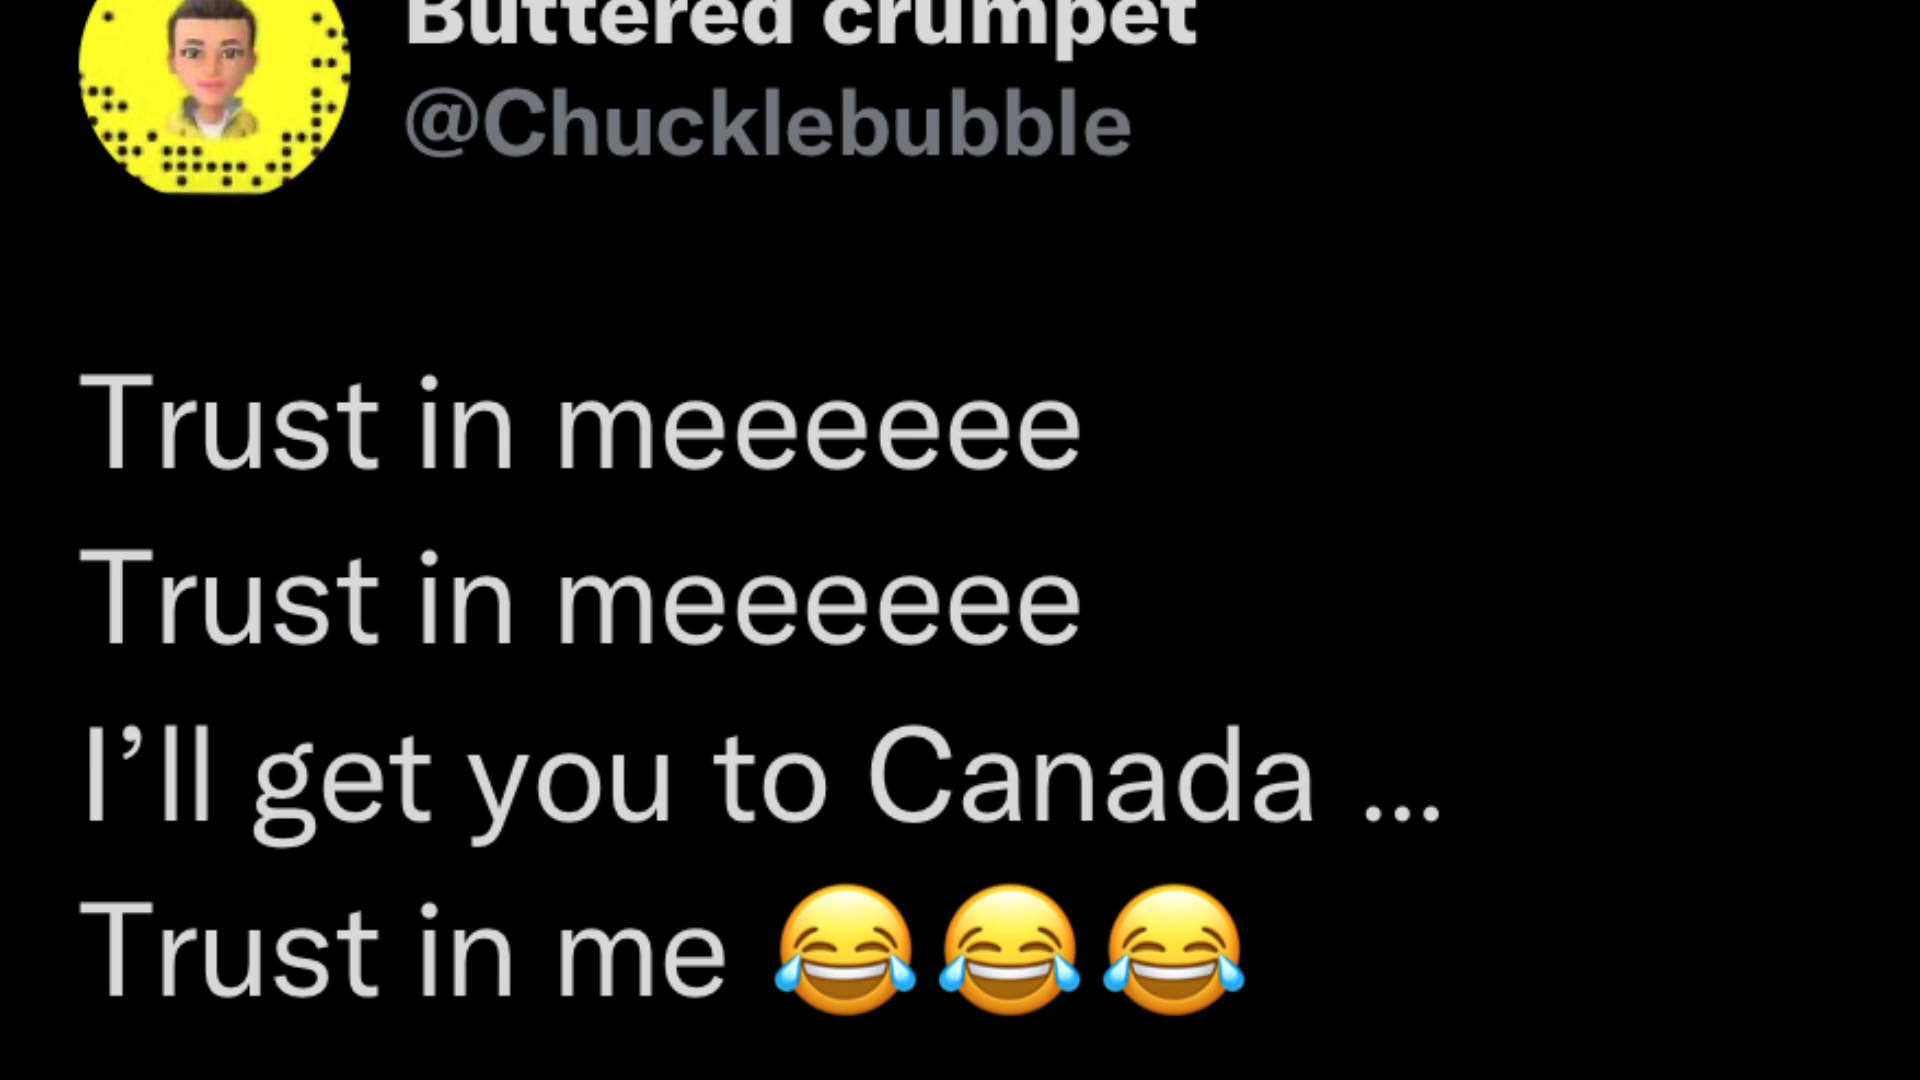 Buttered crumpet
@Chucklebubble
Trust in meeeeee
Trust in meeeeee
I’ll get you to Canada ...
Trust in me 😂😂😂